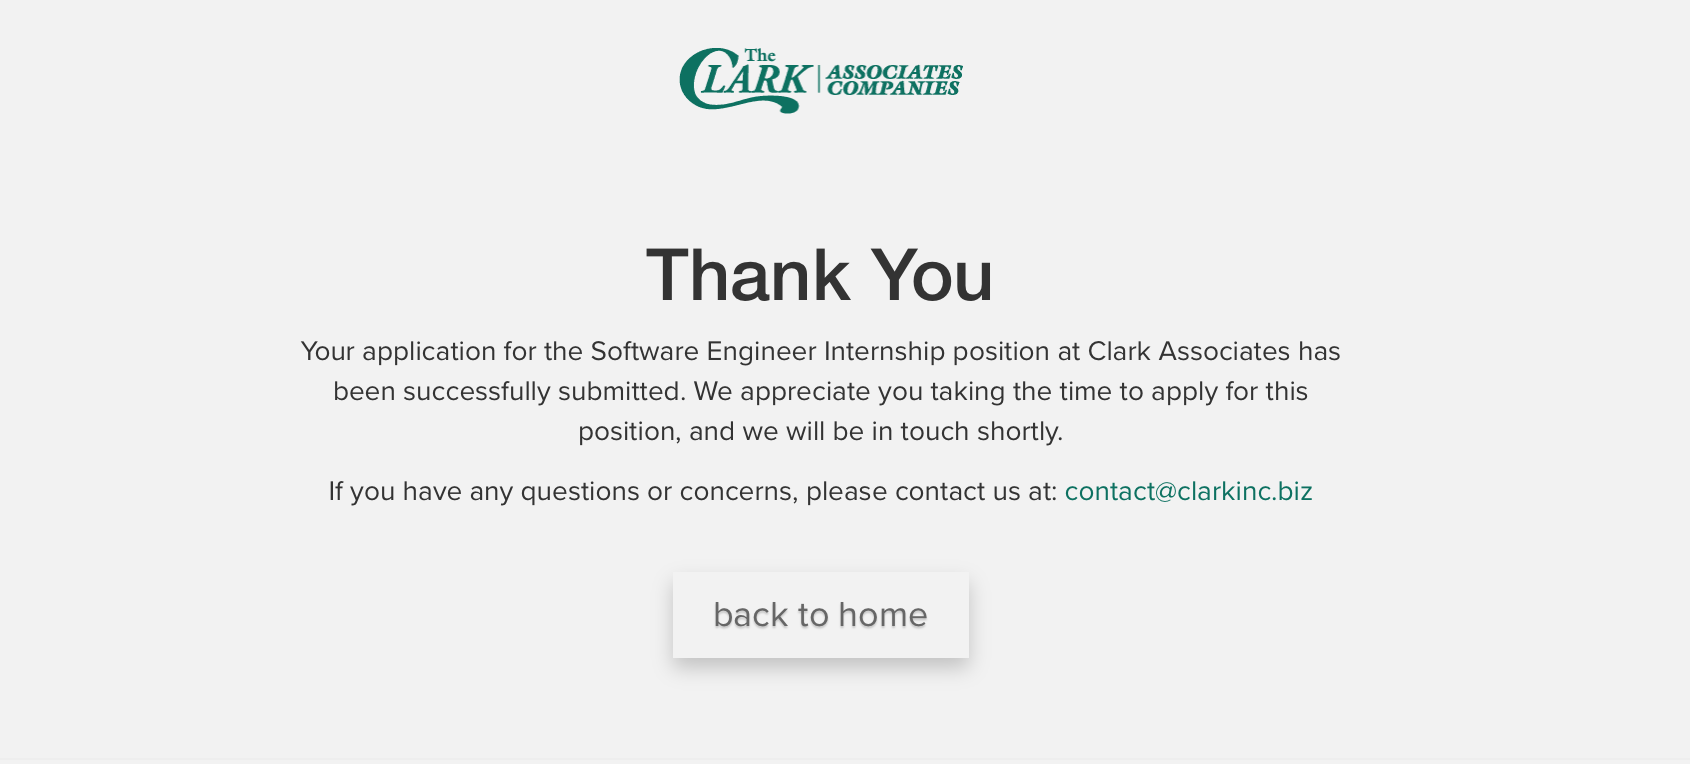 The
CLARK | ASSOCIATES
COMPANIES
Thank You
Your application for the Software Engineer Internship position at Clark Associates has
been successfully submitted. We appreciate you taking the time to apply for this
position, and we will be in touch shortly.
If you have any questions or concerns, please contact us at: contact@clarkinc.biz
back to home